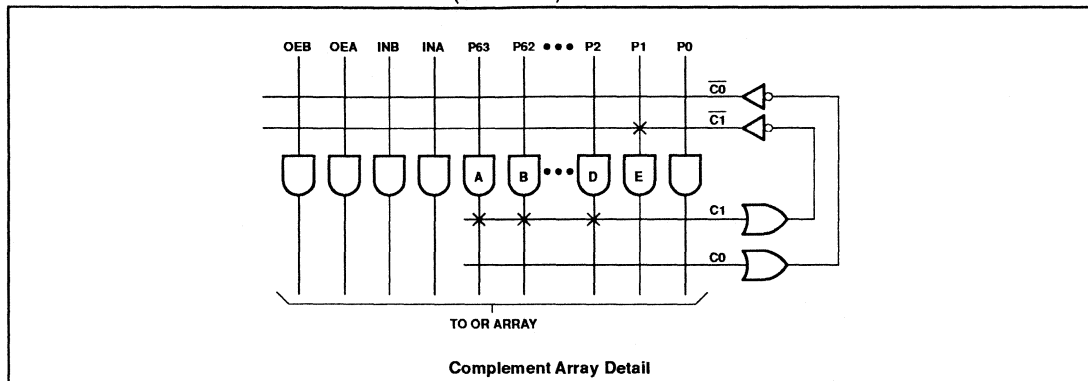 OEB OEA INB INA P63 P62 ••• P2 P1 P0
C0
C1
A B ••• D E
C1
C0
TO OR ARRAY
Complement Array Detail